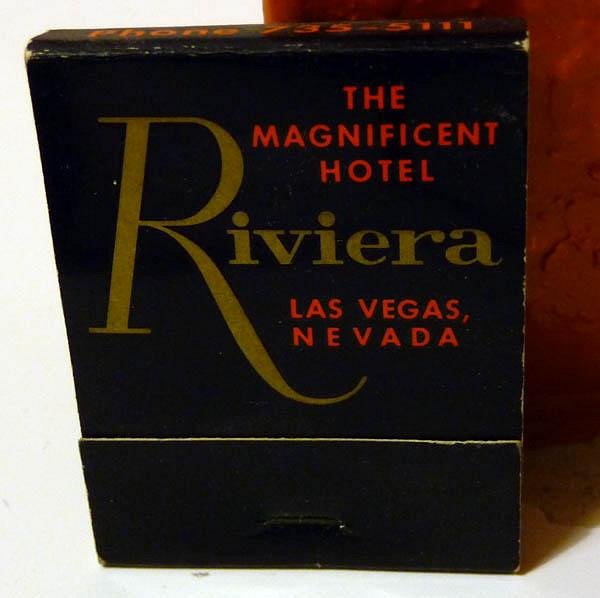 Phone 735-5111
THE
MAGNIFICENT
HOTEL
Riviera
LAS VEGAS,
NEVADA